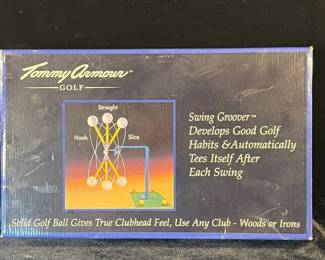 Tommy Armour™
GOLF
Straight
Hook
Slice
Swing Groover™
Develops Good Golf
Habits & Automatically
Tees Itself After
Each Swing
Solid Golf Ball Gives True Clubhead Feel, Use Any Club - Woods or Irons